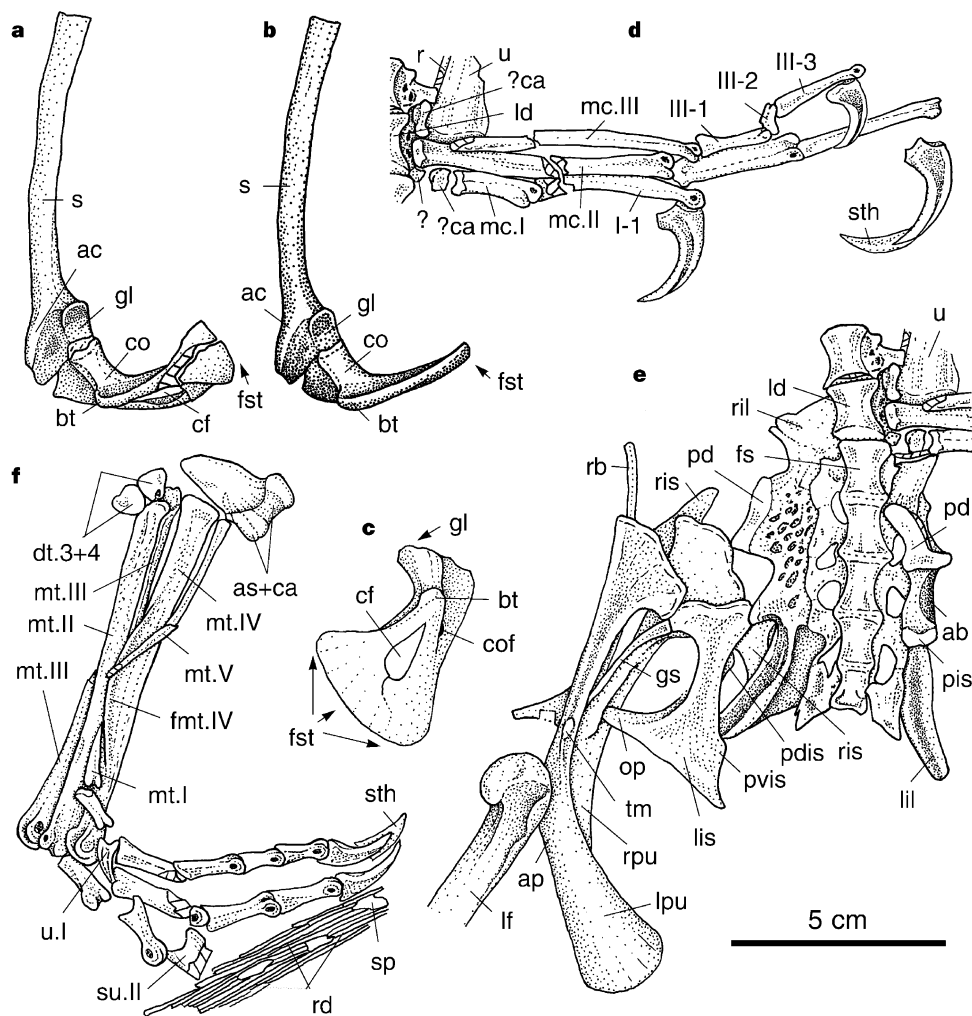 a
s
ac
gl
co
bt
cf
fst
b
s
ac
gl
co
fst
bt
d
r
u
?ca
ld
mc.III
III-1
III-2
III-3
?
?ca
mc.I
mc.II
I-1
sth
e
u
ld
ril
fs
pd
ris
rb
pd
ab
pis
gs
op
tm
pvis
pdis
ris
lil
lis
rpu
ap
lf
lpu
5 cm
f
dt.3+4
as+ca
mt.III
mt.II
mt.IV
mt.III
mt.V
fmt.IV
mt.I
sth
u.I
su.II
rd
sp
c
gl
cf
bt
cof
fst